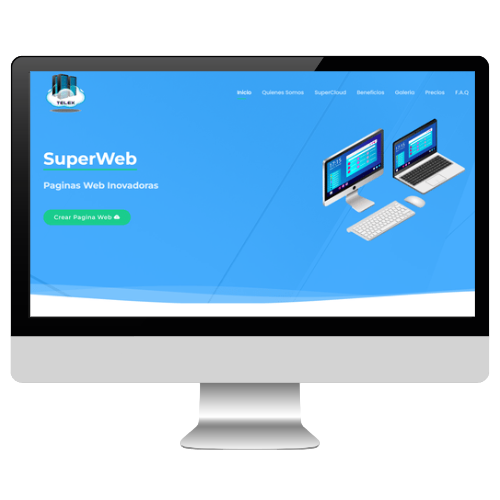 TELEX
Inicio
Quienes Somos
SuperCloud
Beneficios
Galeria
Precios
F.A.Q
SuperWeb
Paginas Web Inovadoras
Crear Pagina Web